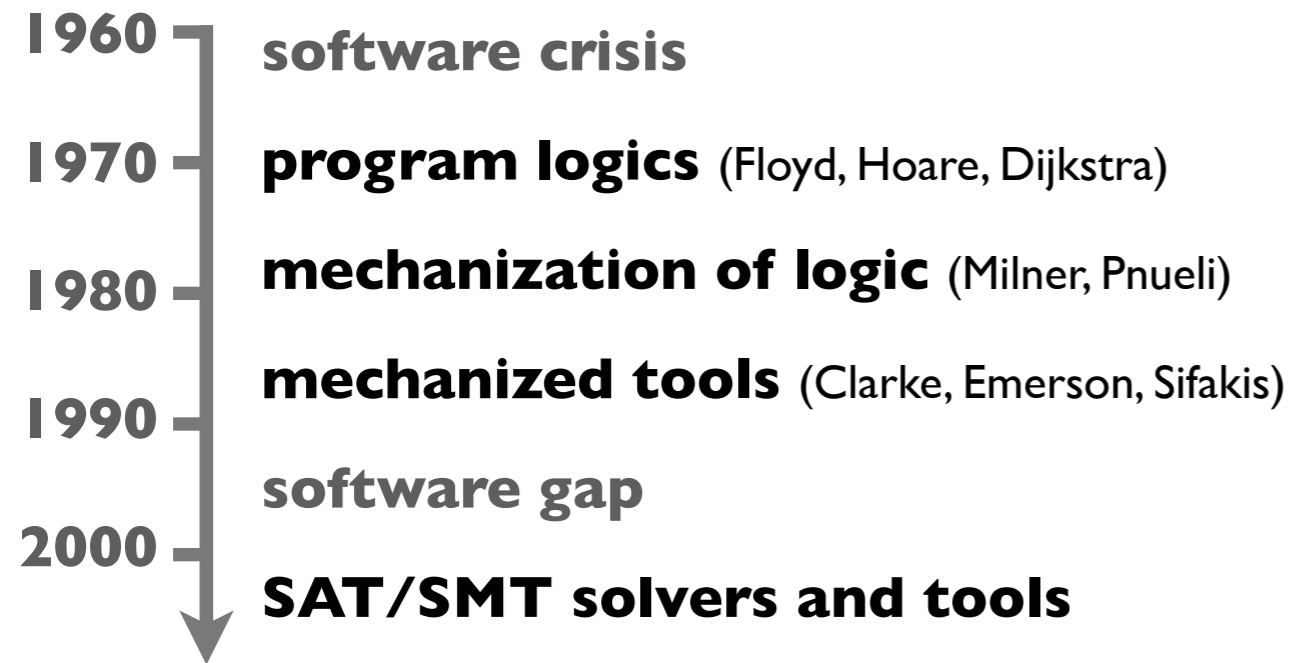 1960
software crisis
1970
program logics (Floyd, Hoare, Dijkstra)
mechanization of logic (Milner, Pnueli)
1980
mechanized tools (Clarke, Emerson, Sifakis)
1990
software gap
2000
SAT/SMT solvers and tools